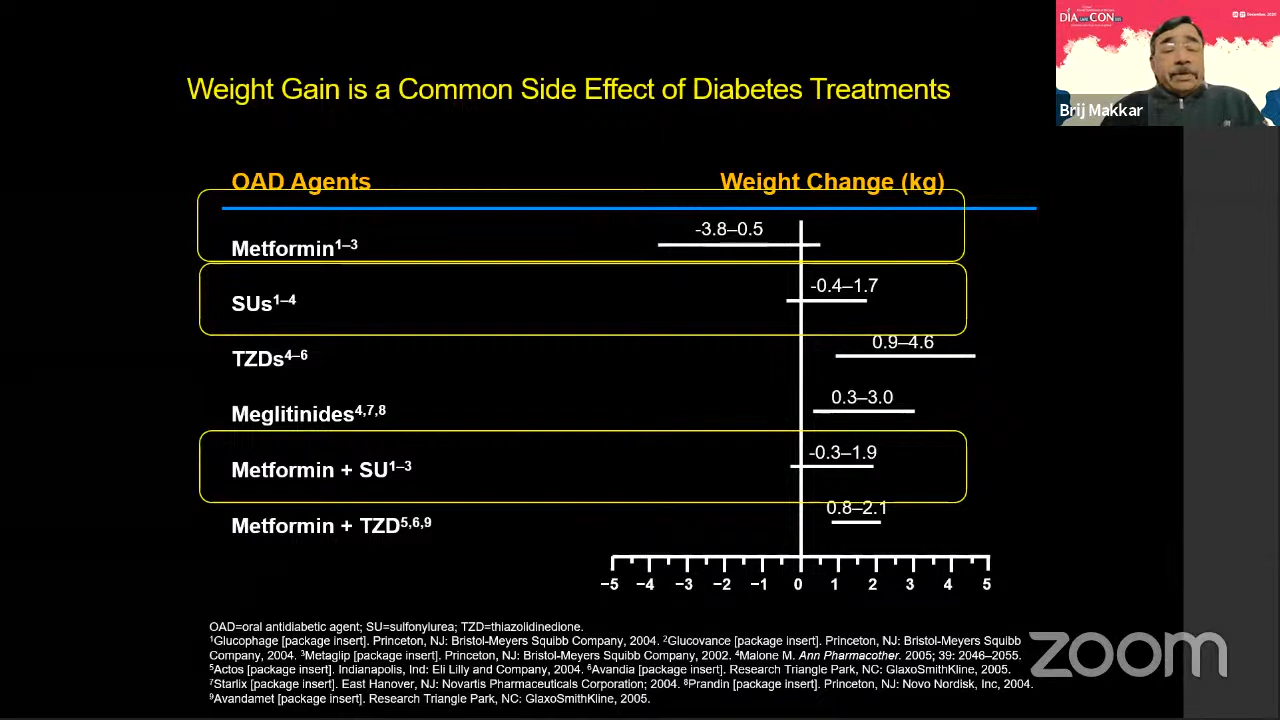 DIA CON
December, 2021
Brij Makkar
Weight Gain is a Common Side Effect of Diabetes Treatments
OAD Agents Weight Change (kg)
Metformin1–3 -3.8–0.5
SUs1–4 -0.4–1.7
TZDs4–6 0.9–4.6
Meglitinides4,7,8 0.3–3.0
Metformin + SU1–3 -0.3–1.9
Metformin + TZD5,6,9 0.8–2.1
−5 −4 −3 −2 −1 0 1 2 3 4 5
OAD=oral antidiabetic agent; SU=sulfonylurea; TZD=thiazolidinedione.
1Glucophage [package insert]. Princeton, NJ: Bristol-Meyers Squibb Company, 2004. 2Glucovance [package insert]. Princeton, NJ: Bristol-Meyers Squibb
Company, 2004. 3Metaglip [package insert]. Princeton, NJ: Bristol-Meyers Squibb Company, 2002. 4Malone M. Ann Pharmacother. 2005; 39: 2046–2055.
5Actos [package insert]. Indianapolis, Ind: Eli Lilly and Company, 2004. 6Avandia [package insert]. Research Triangle Park, NC: GlaxoSmithKline, 2005.
7Starlix [package insert]. East Hanover, NJ: Novartis Pharmaceuticals Corporation; 2004. 8Prandin [package insert]. Princeton, NJ: Novo Nordisk, Inc, 2004.
9Avandamet [package insert]. Research Triangle Park, NC: GlaxoSmithKline, 2005.
zoom